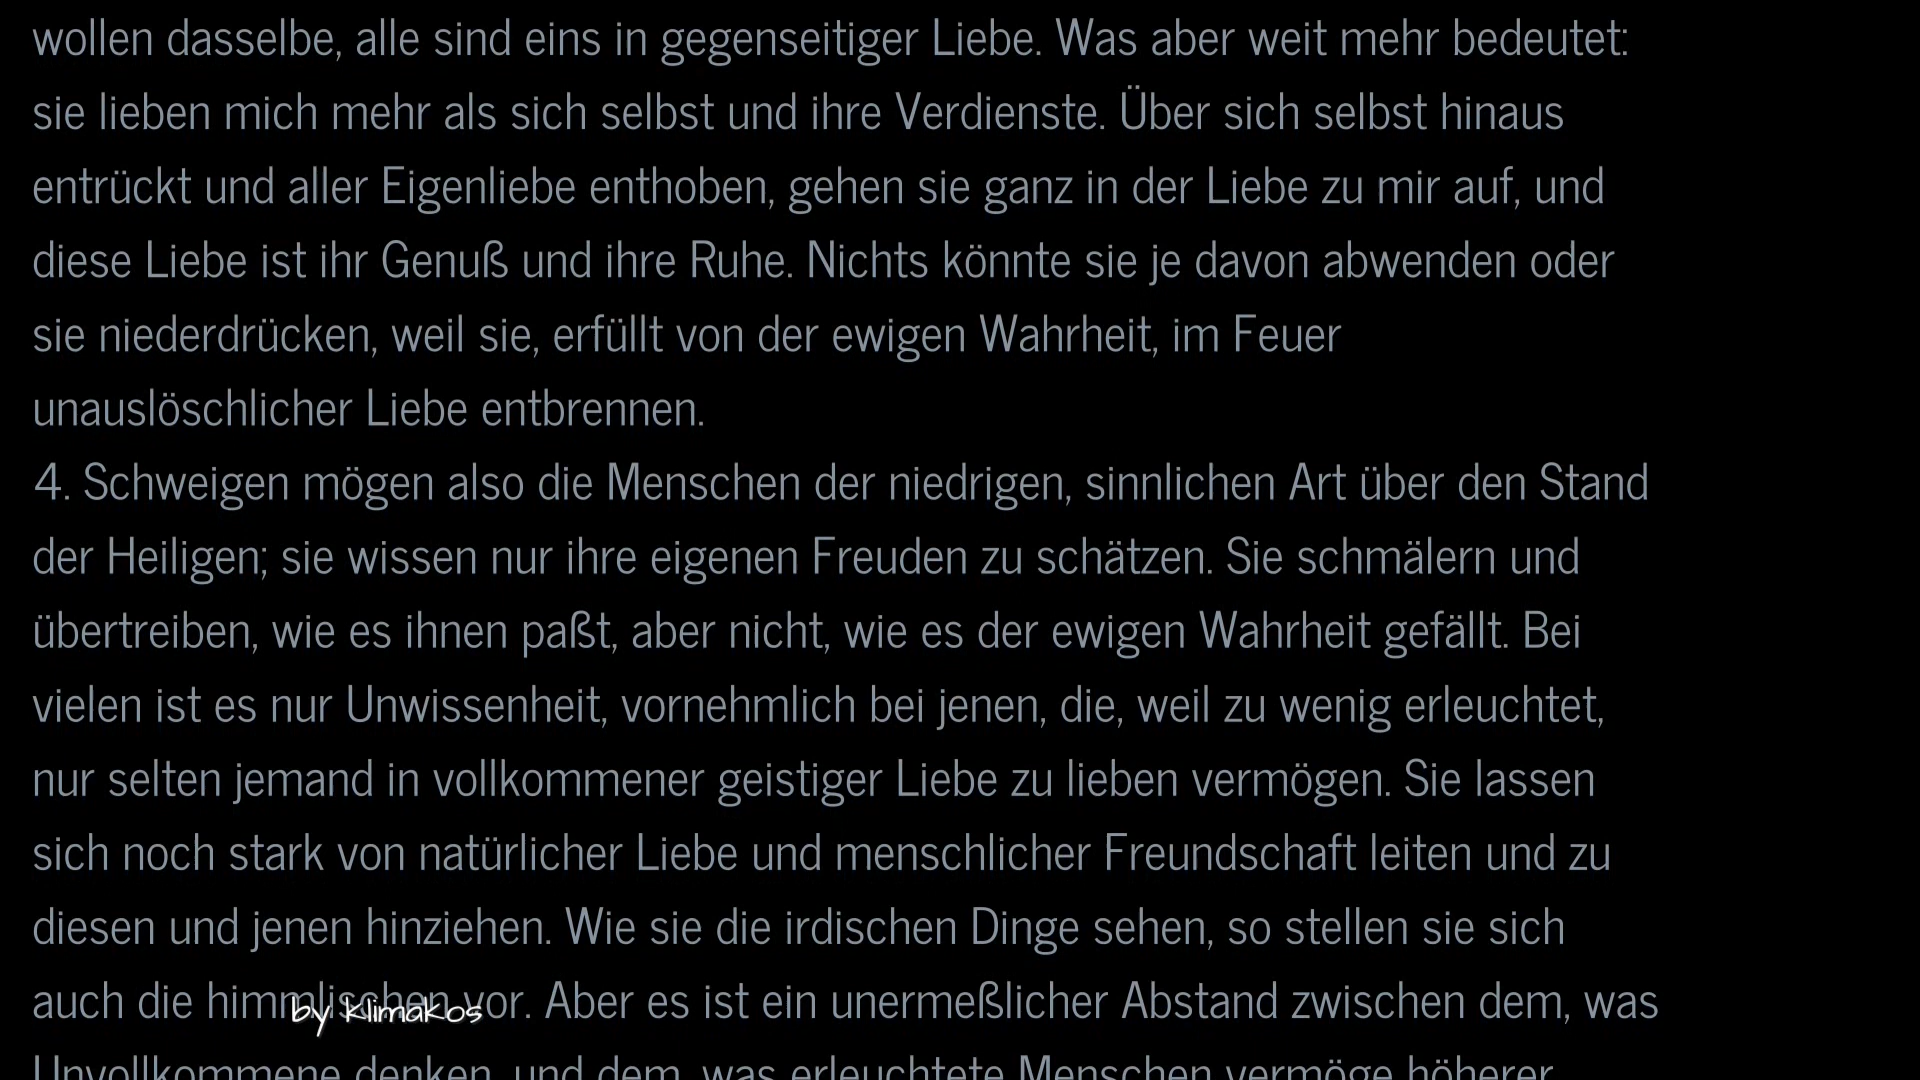 wollen dasselbe, alle sind eins in gegenseitiger Liebe. Was aber weit mehr bedeutet:
sie lieben mich mehr als sich selbst und ihre Verdienste. Über sich selbst hinaus
entrückt und aller Eigenliebe enthoben, gehen sie ganz in der Liebe zu mir auf, und
diese Liebe ist ihr Genuß und ihre Ruhe. Nichts könnte sie je davon abwenden oder
sie niederdrücken, weil sie, erfüllt von der ewigen Wahrheit, im Feuer
unauslöschlicher Liebe entbrennen.
4. Schweigen mögen also die Menschen der niedrigen, sinnlichen Art über den Stand
der Heiligen; sie wissen nur ihre eigenen Freuden zu schätzen. Sie schmälern und
übertreiben, wie es ihnen paßt, aber nicht, wie es der ewigen Wahrheit gefällt. Bei
vielen ist es nur Unwissenheit, vornehmlich bei jenen, die, weil zu wenig erleuchtet,
nur selten jemand in vollkommener geistiger Liebe zu lieben vermögen. Sie lassen
sich noch stark von natürlicher Liebe und menschlicher Freundschaft leiten und zu
diesen und jenen hinziehen. Wie sie die irdischen Dinge sehen, so stellen sie sich
auch die himmlischen vor. Aber es ist ein unermeßlicher Abstand zwischen dem, was
by Klimakos
Unvollkommene denken, und dem, was erleuchtete Menschen vermöge höherer